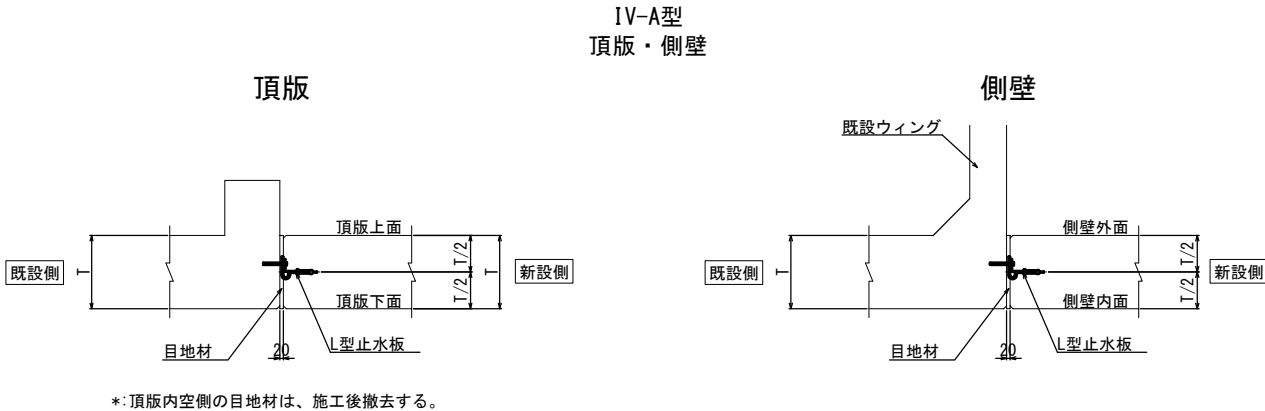 IV-A型
頂版・側壁
頂版
側壁
既設ウィング
頂版上面
側壁外面
既設側
T
T/2
T/2
T
新設側
既設側
T
T/2
T/2
新設側
頂版下面
側壁内面
目地材
20
L型止水板
目地材
20
L型止水板
*:頂版内空側の目地材は、施工後撤去する。